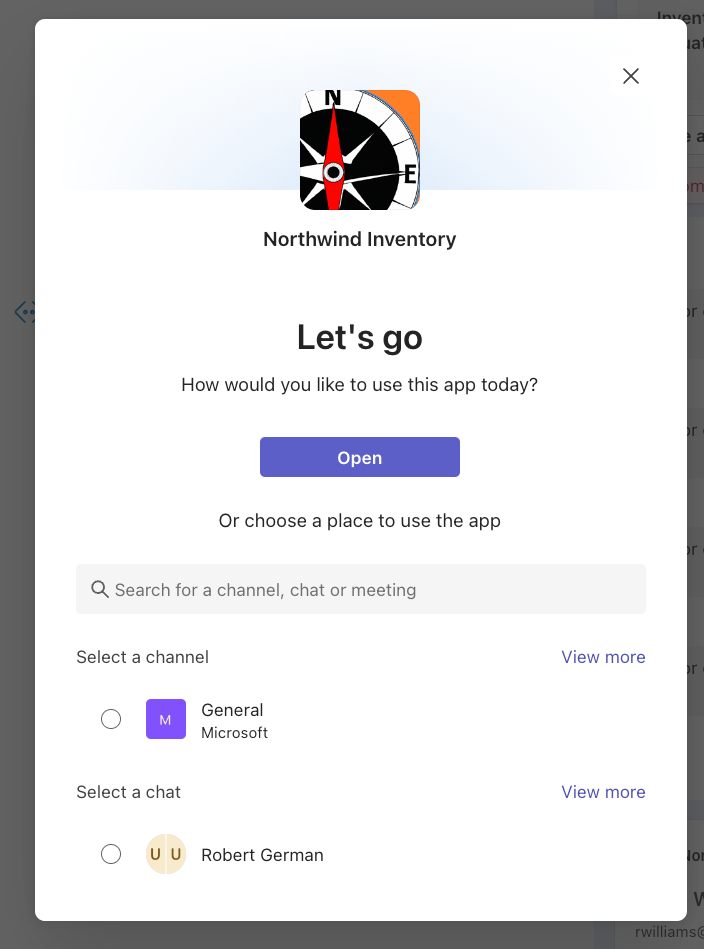 N
E
Northwind Inventory
Let's go
How would you like to use this app today?
Open
Or choose a place to use the app
Search for a channel, chat or meeting
Select a channel
View more
M
General
Microsoft
Select a chat
View more
U U
Robert German
rwilliams@